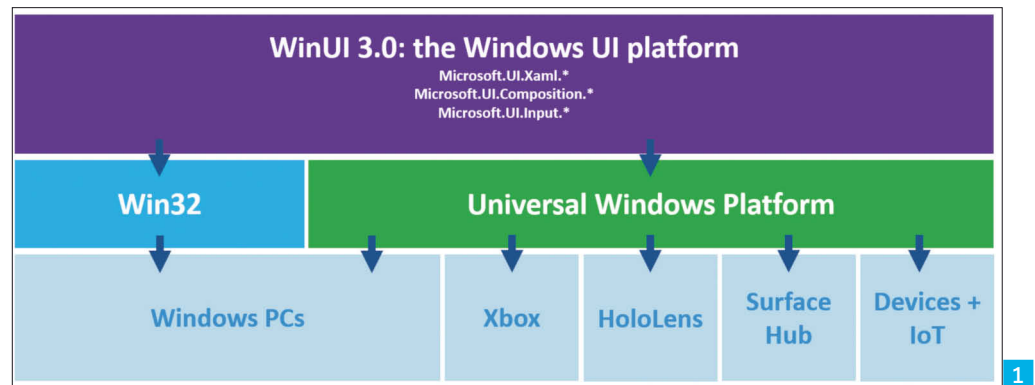 WinUI 3.0: the Windows UI platform
Microsoft.UI.Xaml.*
Microsoft.UI.Composition.*
Microsoft.UI.Input.*
Win32
Universal Windows Platform
Windows PCs
Xbox
HoloLens
Surface
Hub
Devices +
IoT
1